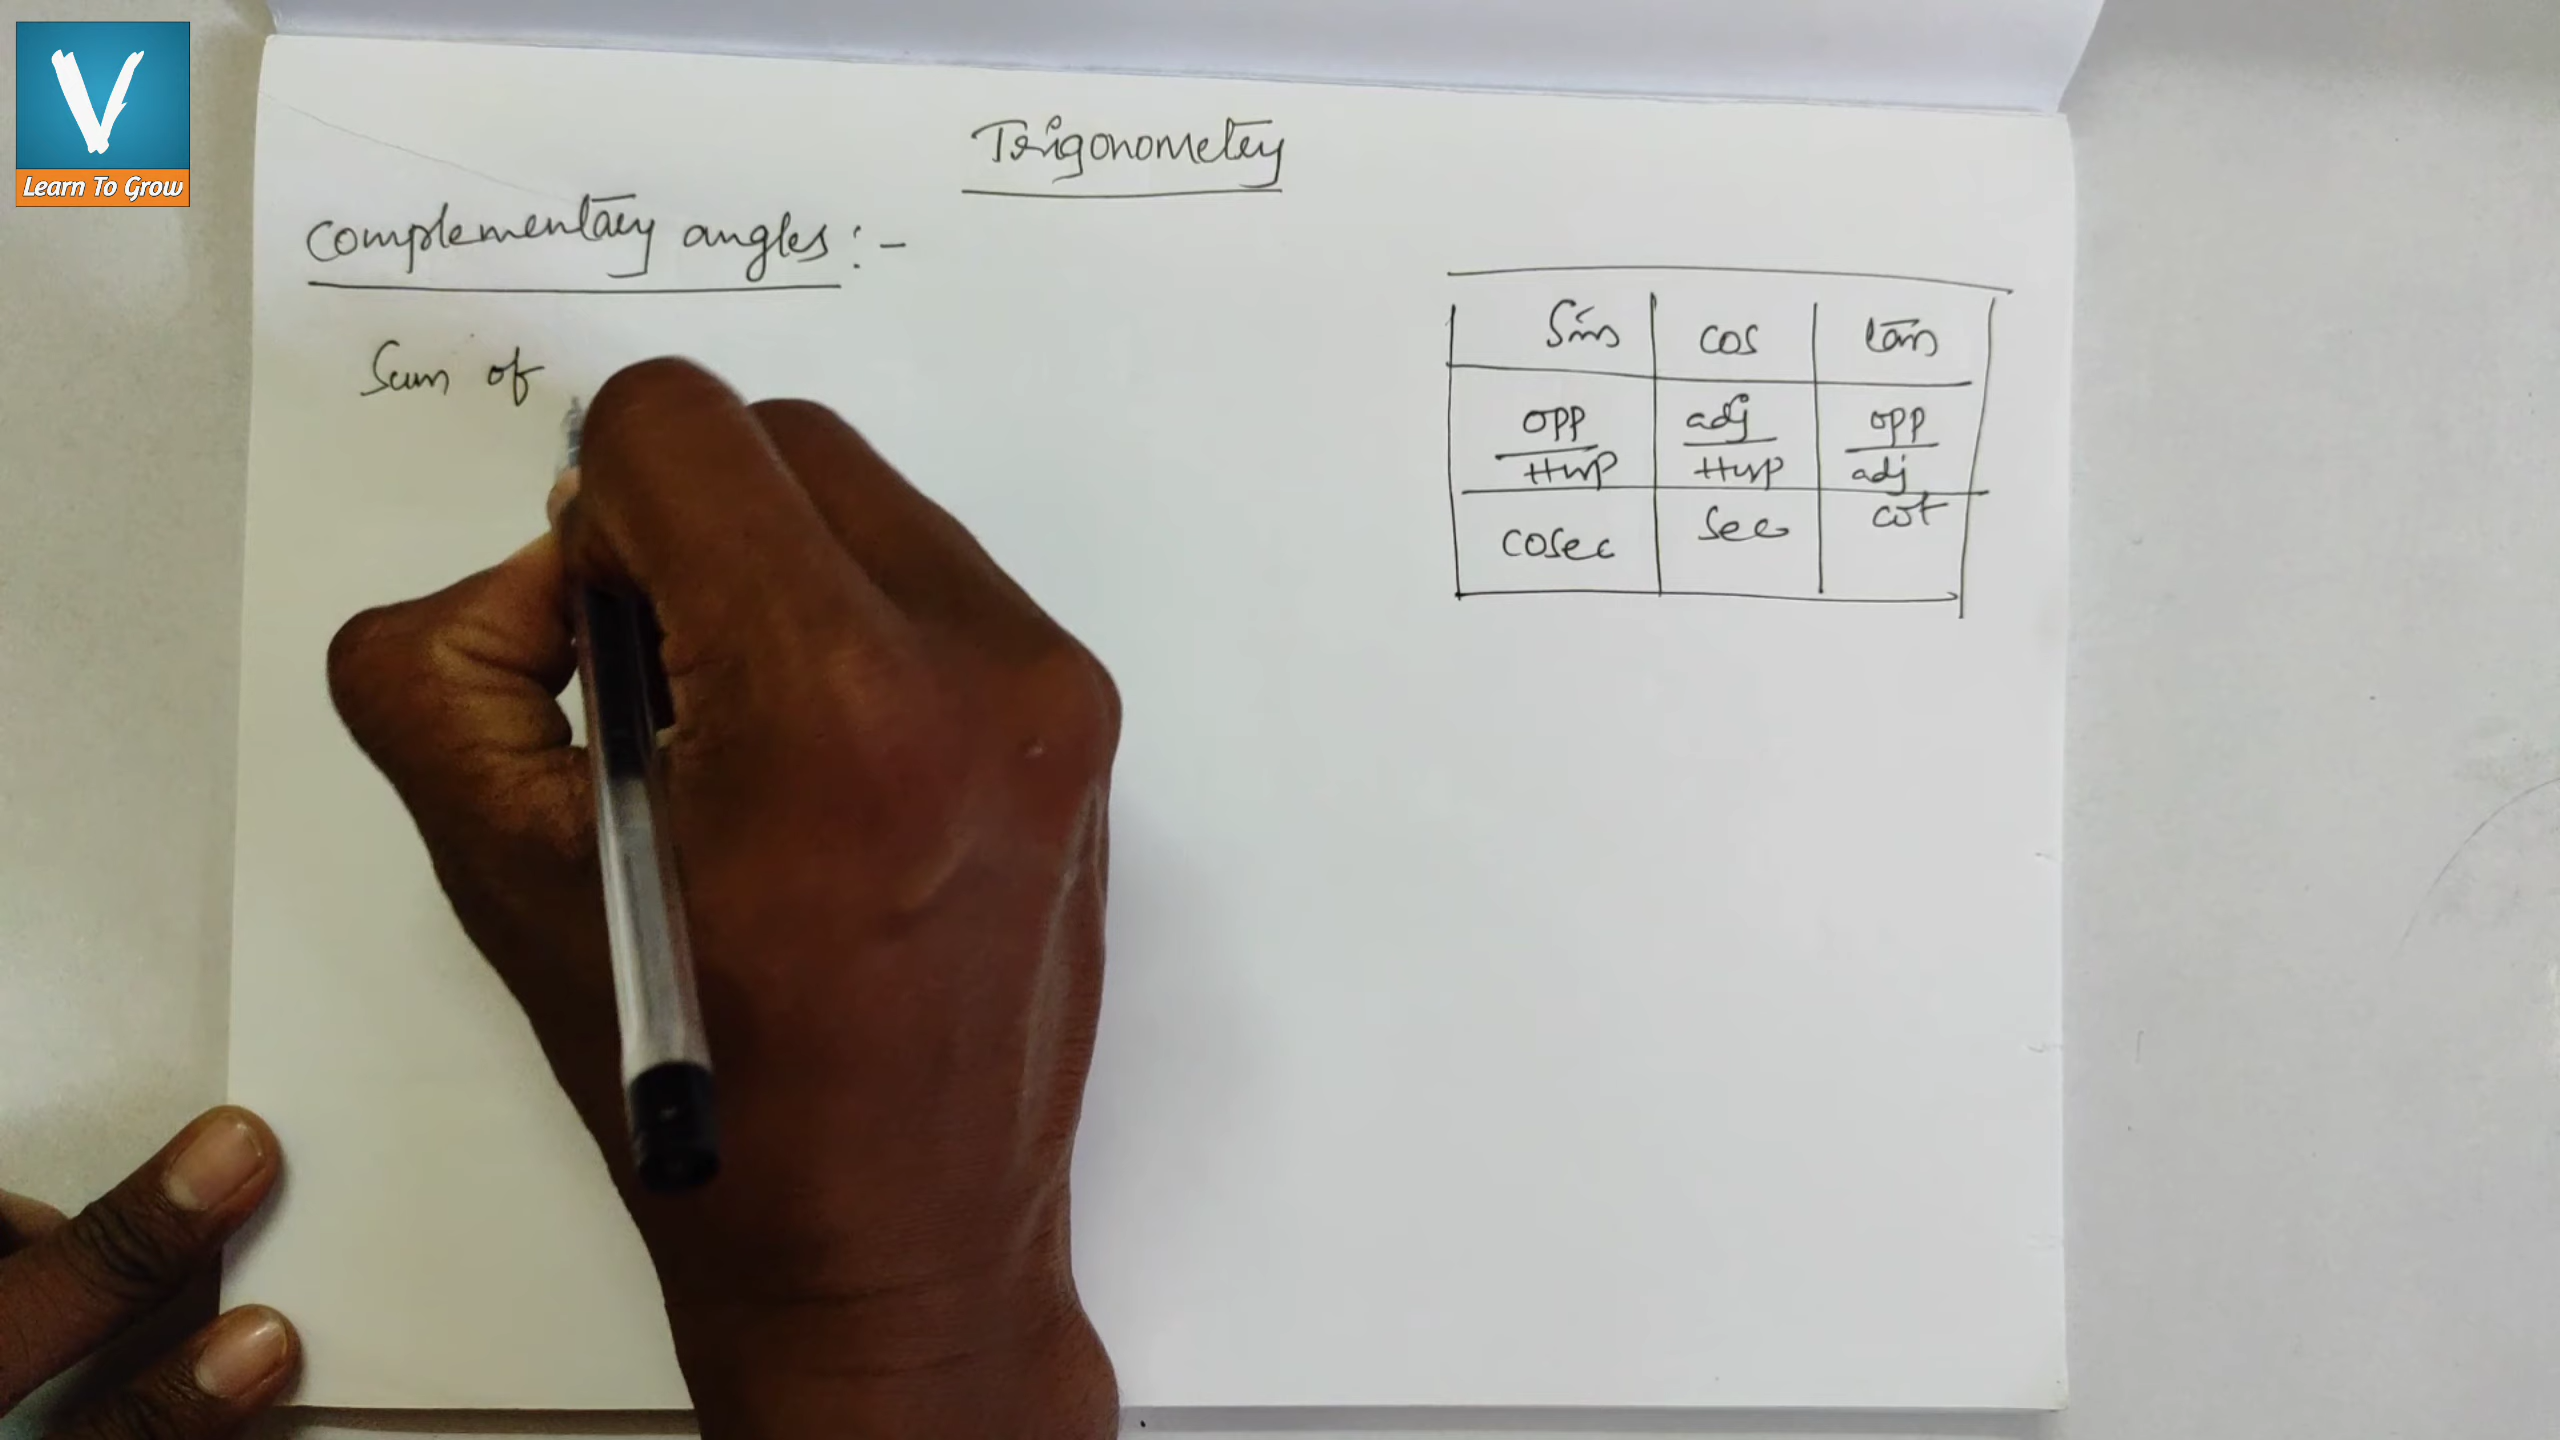 V
Learn To Grow
Trigonometry
complementary angles :-
Sum of
Sin cos tan
opp adj opp
Hyp Hyp adj
cosec sec cot